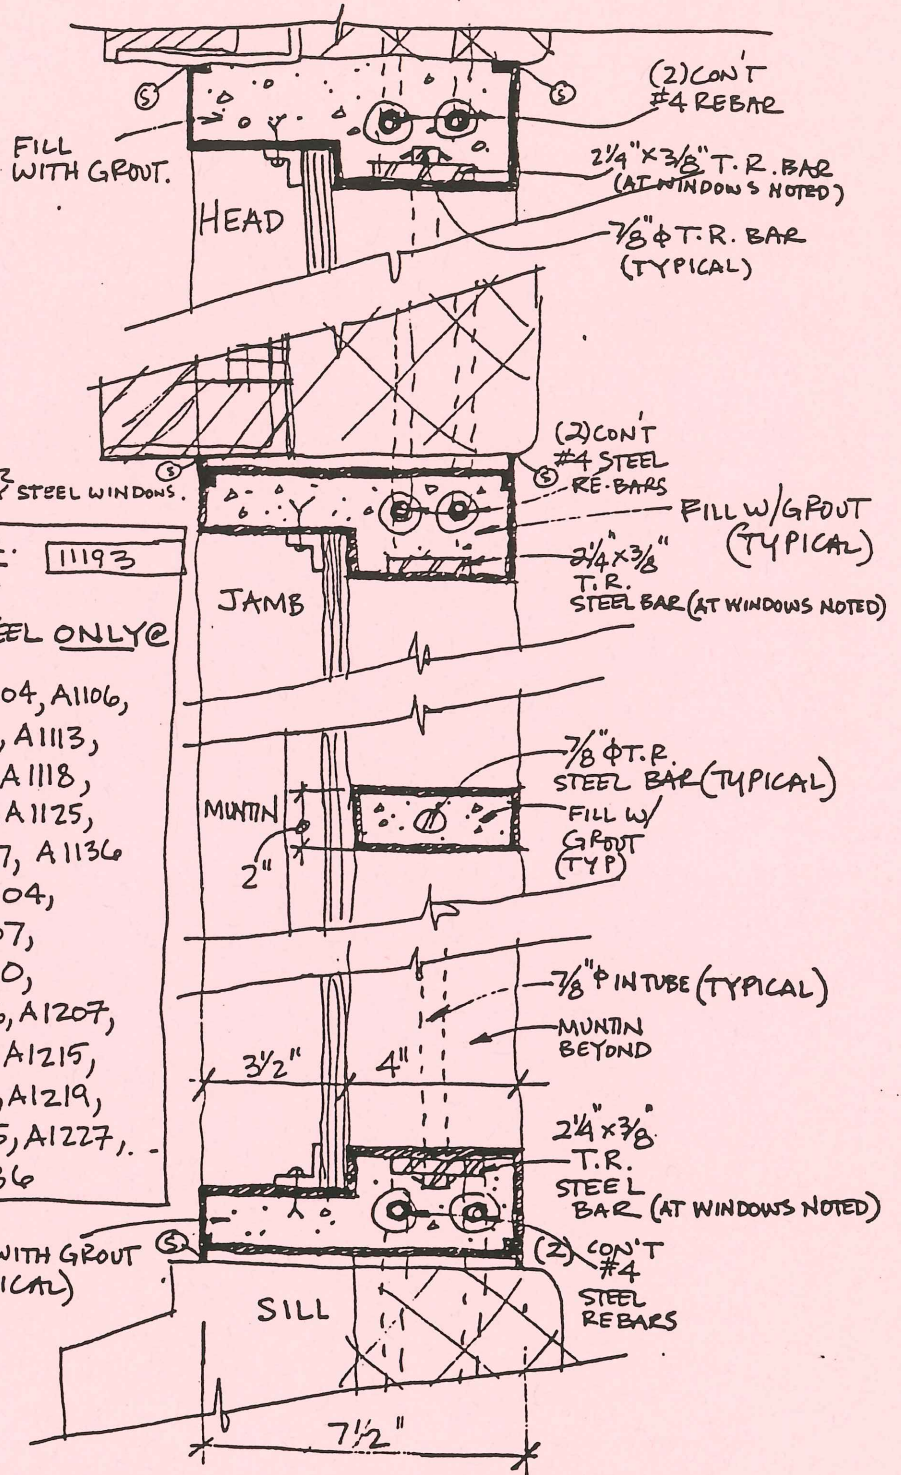 (2) CON'T
#4 REBAR
FILL
WITH GROUT.
2¼" x 3/8" T.R. BAR
(AT WINDOWS NOTED)
HEAD
7/8" ϕ T.R. BAR
(TYPICAL)
S
S
(2) CON'T
#4 STEEL
RE-BARS
S
S
STEEL WINDOWS.
FILL W/GROUT
(TYPICAL)
11193
2¼" x 3/8"
T.R.
STEEL BAR (AT WINDOWS NOTED)
JAMB
ONLY@
04, A1106,
, A1113,
A1118,
A1125,
7, A1136
04,
07,
0,
, A1207,
A1215,
, A1219,
5, A1227,
36
7/8" ϕ T.R.
STEEL BAR (TYPICAL)
MUNTIN
FILL W/
GROUT
(TYP)
2"
7/8" ϕ IN TUBE (TYPICAL)
MUNTIN
BEYOND
3½" 4"
2¼" x 3/8"
T.R.
STEEL
BAR (AT WINDOWS NOTED)
WITH GROUT
S
(2) CON'T
#4
STEEL
REBARS
SILL
7½"